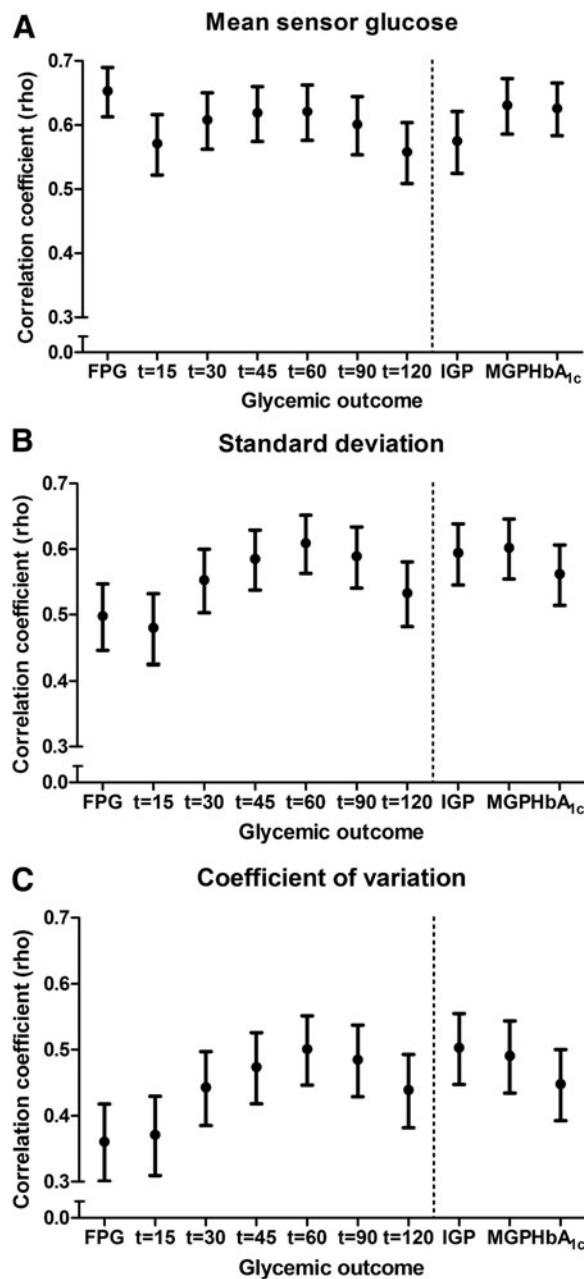 A
Mean sensor glucose
Correlation coefficient (rho)
0.7
0.6
0.5
0.4
0.3
0.0
FPG t=15 t=30 t=45 t=60 t=90 t=120 IGP MGPHbA1c
Glycemic outcome
B
Standard deviation
Correlation coefficient (rho)
0.7
0.6
0.5
0.4
0.3
0.0
FPG t=15 t=30 t=45 t=60 t=90 t=120 IGP MGPHbA1c
Glycemic outcome
C
Coefficient of variation
Correlation coefficient (rho)
0.7
0.6
0.5
0.4
0.3
0.0
FPG t=15 t=30 t=45 t=60 t=90 t=120 IGP MGPHbA1c
Glycemic outcome